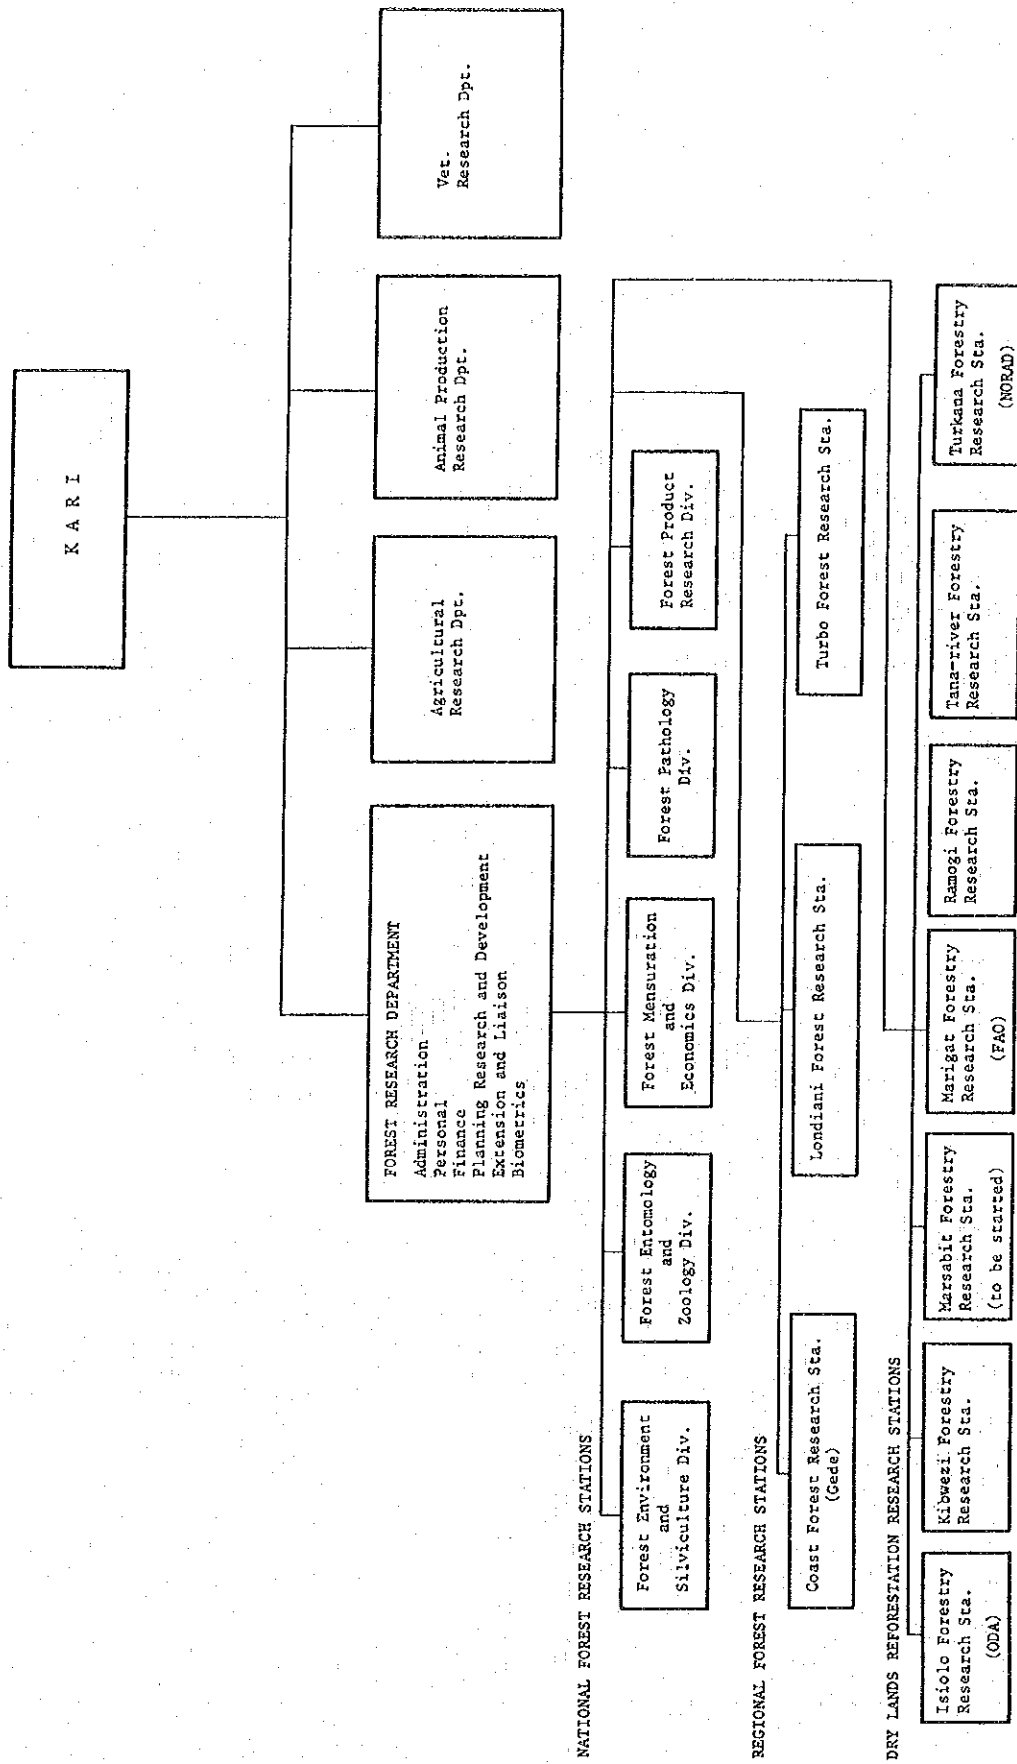 K A R I
FOREST RESEARCH DEPARTMENT
Administration
Personal
Finance
Planning Research and Development
Extension and Liaison
Biometrics
Agricultural
Research Dpt.
Animal Production
Research Dpt.
Vet.
Research Dpt.
NATIONAL FOREST RESEARCH STATIONS
Forest Environment
and
Silviculture Div.
Forest Entomology
and
Zoology Div.
Forest Mensuration
and
Economics Div.
Forest Pathology
Div.
Forest Product
Research Div.
REGIONAL FOREST RESEARCH STATIONS
Coast Forest Research Sta.
(Gede)
Londiani Forest Research Sta.
Turbo Forest Research Sta.
DRY LANDS REFORESTATION RESEARCH STATIONS
Isiolo Forestry
Research Sta.
(ODA)
Kibwezi Forestry
Research Sta.
Marsabit Forestry
Research Sta.
(to be started)
Marigat Forestry
Research Sta.
(FAO)
Ramogi Forestry
Research Sta.
Tana-river Forestry
Research Sta.
Turkana Forestry
Research Sta.
(NORAD)